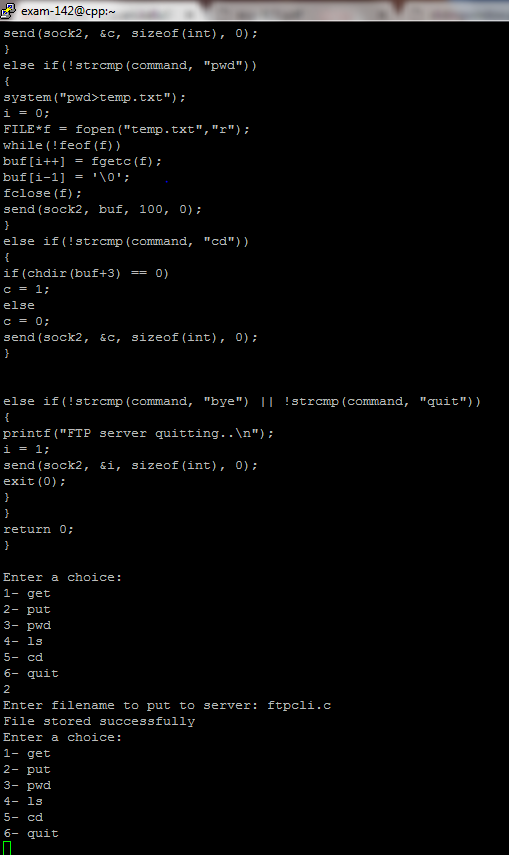 exam-142@cpp:~
send(sock2, &c, sizeof(int), 0);
}
else if(!strcmp(command, "pwd"))
{
system("pwd>temp.txt");
i = 0;
FILE*f = fopen("temp.txt","r");
while(!feof(f))
buf[i++] = fgetc(f);
buf[i-1] = '\0';
fclose(f);
send(sock2, buf, 100, 0);
}
else if(!strcmp(command, "cd"))
{
if(chdir(buf+3) == 0)
c = 1;
else
c = 0;
send(sock2, &c, sizeof(int), 0);
}
else if(!strcmp(command, "bye") || !strcmp(command, "quit"))
{
printf("FTP server quitting..\n");
i = 1;
send(sock2, &i, sizeof(int), 0);
exit(0);
}
}
return 0;
}
Enter a choice:
1- get
2- put
3- pwd
4- ls
5- cd
6- quit
2
Enter filename to put to server: ftpcli.c
File stored successfully
Enter a choice:
1- get
2- put
3- pwd
4- ls
5- cd
6- quit